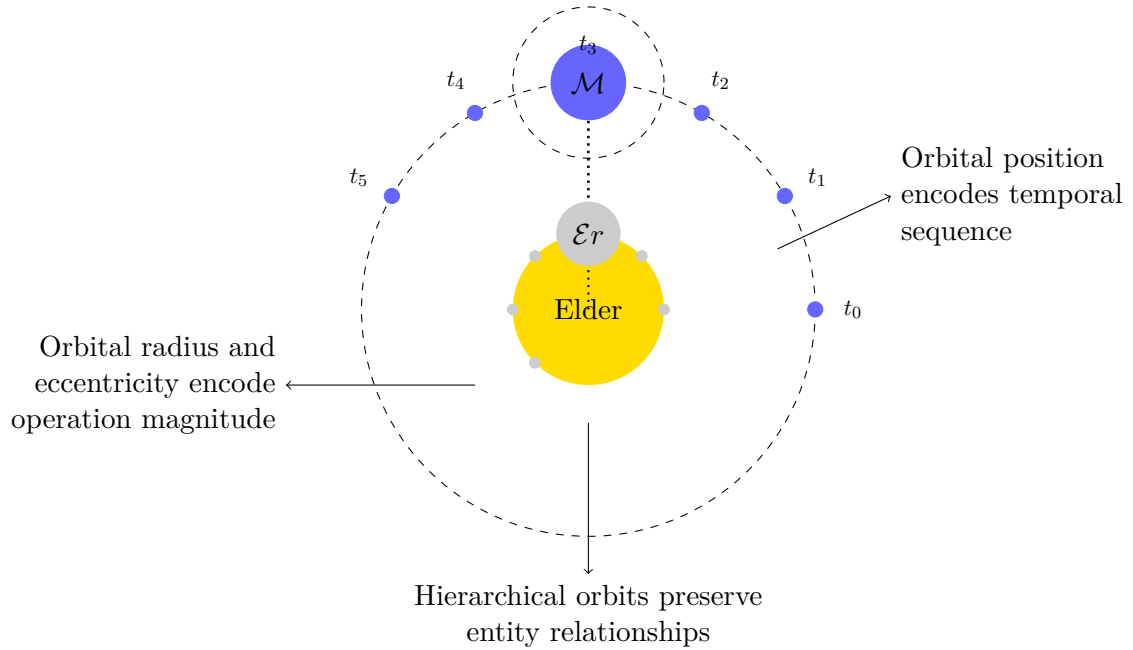 t₃
ℳ
t₄
t₂
t₅
t₁
Orbital position
encodes temporal
sequence
ℰr
Elder
t₀
Orbital radius and
eccentricity encode
operation magnitude
Hierarchical orbits preserve
entity relationships